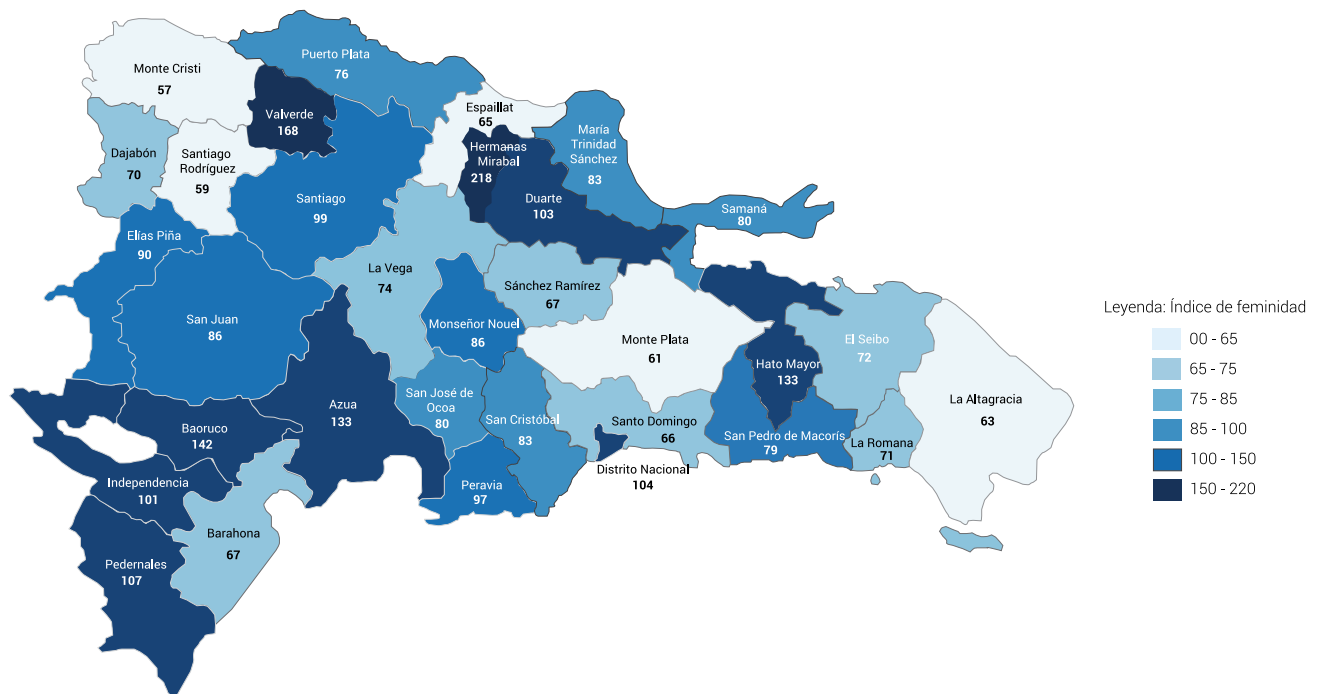 Puerto Plata
76
Monte Cristi
57
Valverde
168
Espaillat
65
María
Trinidad
Sánchez
83
Dajabón
70
Santiago
Rodríguez
59
Hermanas
Mirabal
218
Duarte
103
Santiago
99
Samaná
80
Elías Piña
90
La Vega
74
Sánchez Ramírez
67
San Juan
86
Monseñor Nouel
86
Monte Plata
61
El Seibo
72
Hato Mayor
133
La Altagracia
63
Azua
133
San José de
Ocoa
80
San Cristóbal
83
Santo Domingo
66
San Pedro de Macorís
79
La Romana
71
Baoruco
142
Distrito Nacional
104
Independencia
101
Peravia
97
Barahona
67
Pedernales
107
Leyenda: Índice de feminidad
00 - 65
65 - 75
75 - 85
85 - 100
100 - 150
150 - 220